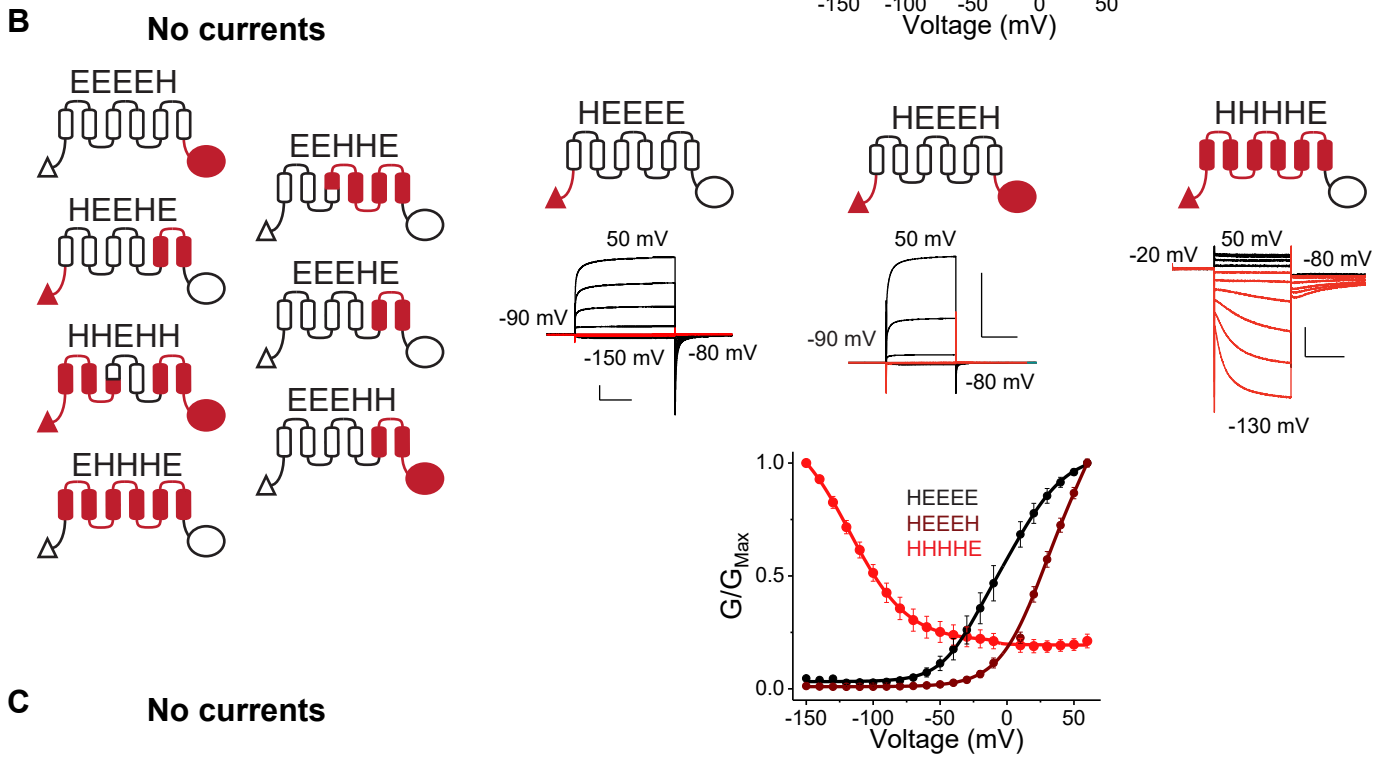 B
No currents
-150 -100 -50 0 50
Voltage (mV)
EEEEH
EEHHE
HEEHE
EEEHE
HHEHH
EEEHH
EHHHE
HEEEE
50 mV
-90 mV
-150 mV
-80 mV
HEEEH
50 mV
-90 mV
-80 mV
HHHHE
-20 mV
50 mV
-80 mV
-130 mV
1.0
0.5
0.0
G/GMax
HEEEE
HEEEH
HHHHE
-150 -100 -50 0 50
Voltage (mV)
C
No currents